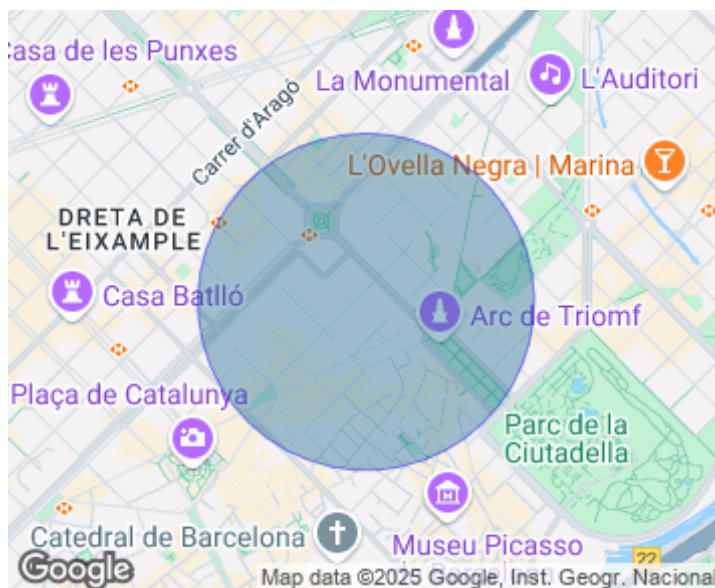 Casa de les Punxes
La Monumental
L'Auditori
Carrer d'Aragó
L'Ovella Negra | Marina
DRETA DE
L'EIXAMPLE
Casa Batlló
Arc de Triomf
Plaça de Catalunya
Parc de la
Ciutadella
Catedral de Barcelona
Museu Picasso
22
Google
Map data ©2025 Google, Inst. Geogr. Nacional